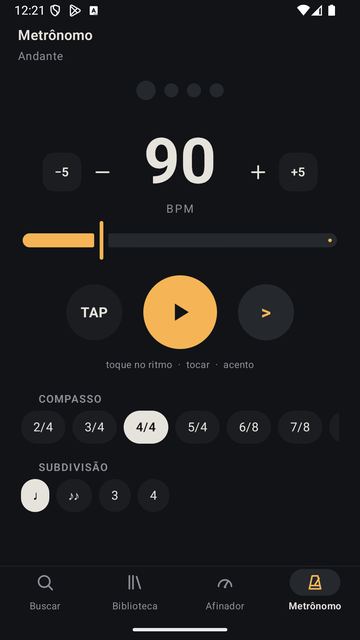 12:21
Metrônomo
Andante
−5 − 90 + +5
BPM
TAP >
toque no ritmo · tocar · acento
COMPASSO
2/4 3/4 4/4 5/4 6/8 7/8
SUBDIVISÃO
♩ ♪♪ 3 4
Buscar Biblioteca Afinador Metrônomo